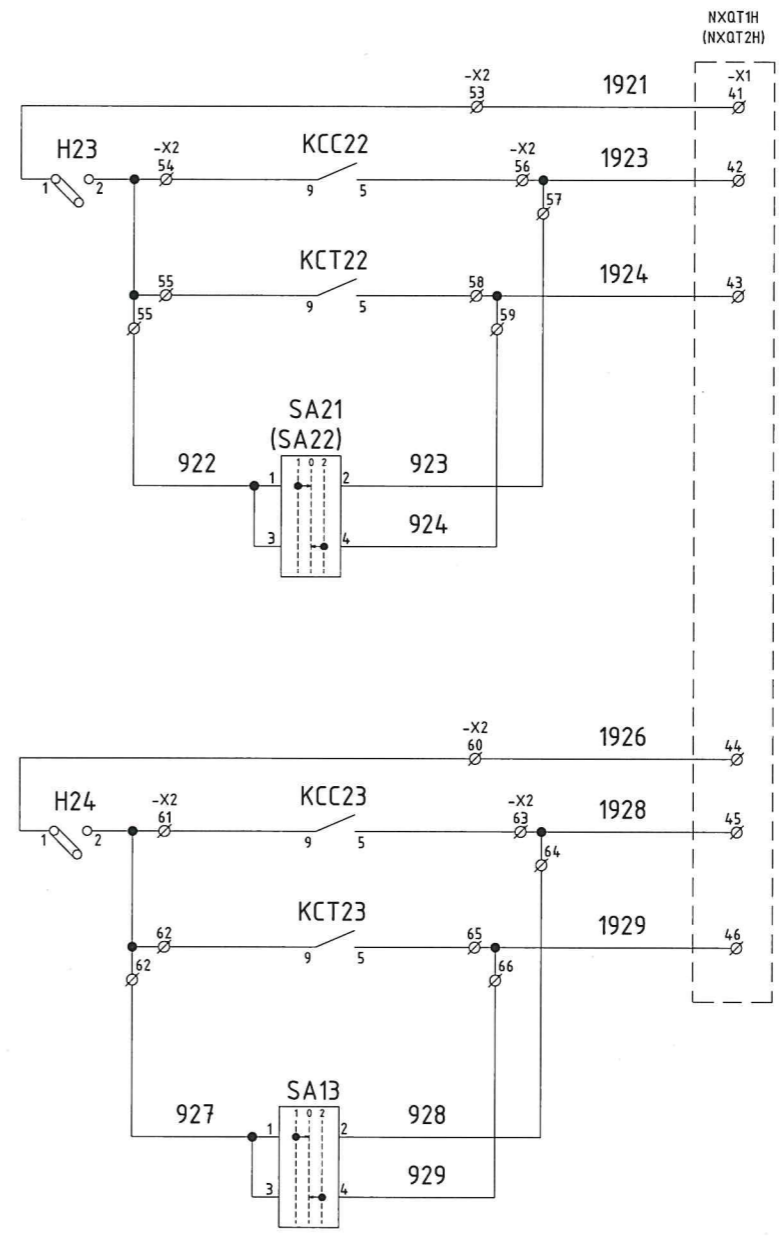 NXQT1H
(NXQT2H)
-X2
53
1921
-X1
41
H23
1
2
-X2
54
KCC22
9
5
-X2
56
1923
42
57
KCT22
55
9
5
58
1924
43
55
59
SA21
(SA22)
922
1 0 2
923
1
2
924
3
4
-X2
60
1926
44
H24
1
2
-X2
61
KCC23
9
5
-X2
63
1928
45
64
KCT23
62
9
5
65
1929
46
62
66
SA13
927
1 0 2
928
1
2
929
3
4